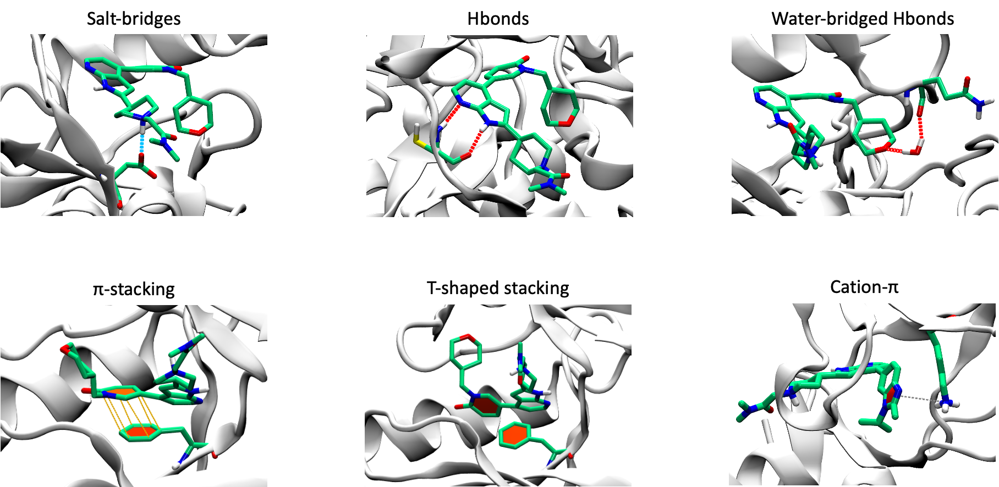 Salt-bridges
Hbonds
Water-bridged Hbonds
π-stacking
T-shaped stacking
Cation-π